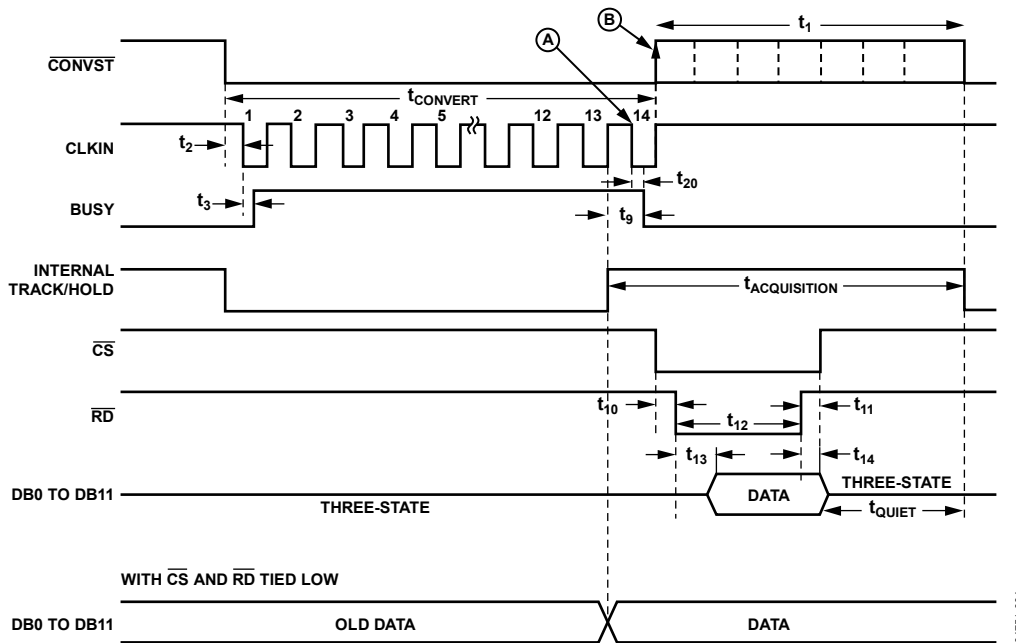 B
t1
A
CONVST
tCONVERT
1 2 3 4 5 12 13 14
CLKIN
t2
t20
t3
BUSY
t9
INTERNAL
TRACK/HOLD
tACQUISITION
CS
RD
t10
t12
t11
t13
t14
DB0 TO DB11
THREE-STATE
DATA
THREE-STATE
tQUIET
WITH CS AND RD TIED LOW
DB0 TO DB11
OLD DATA
DATA